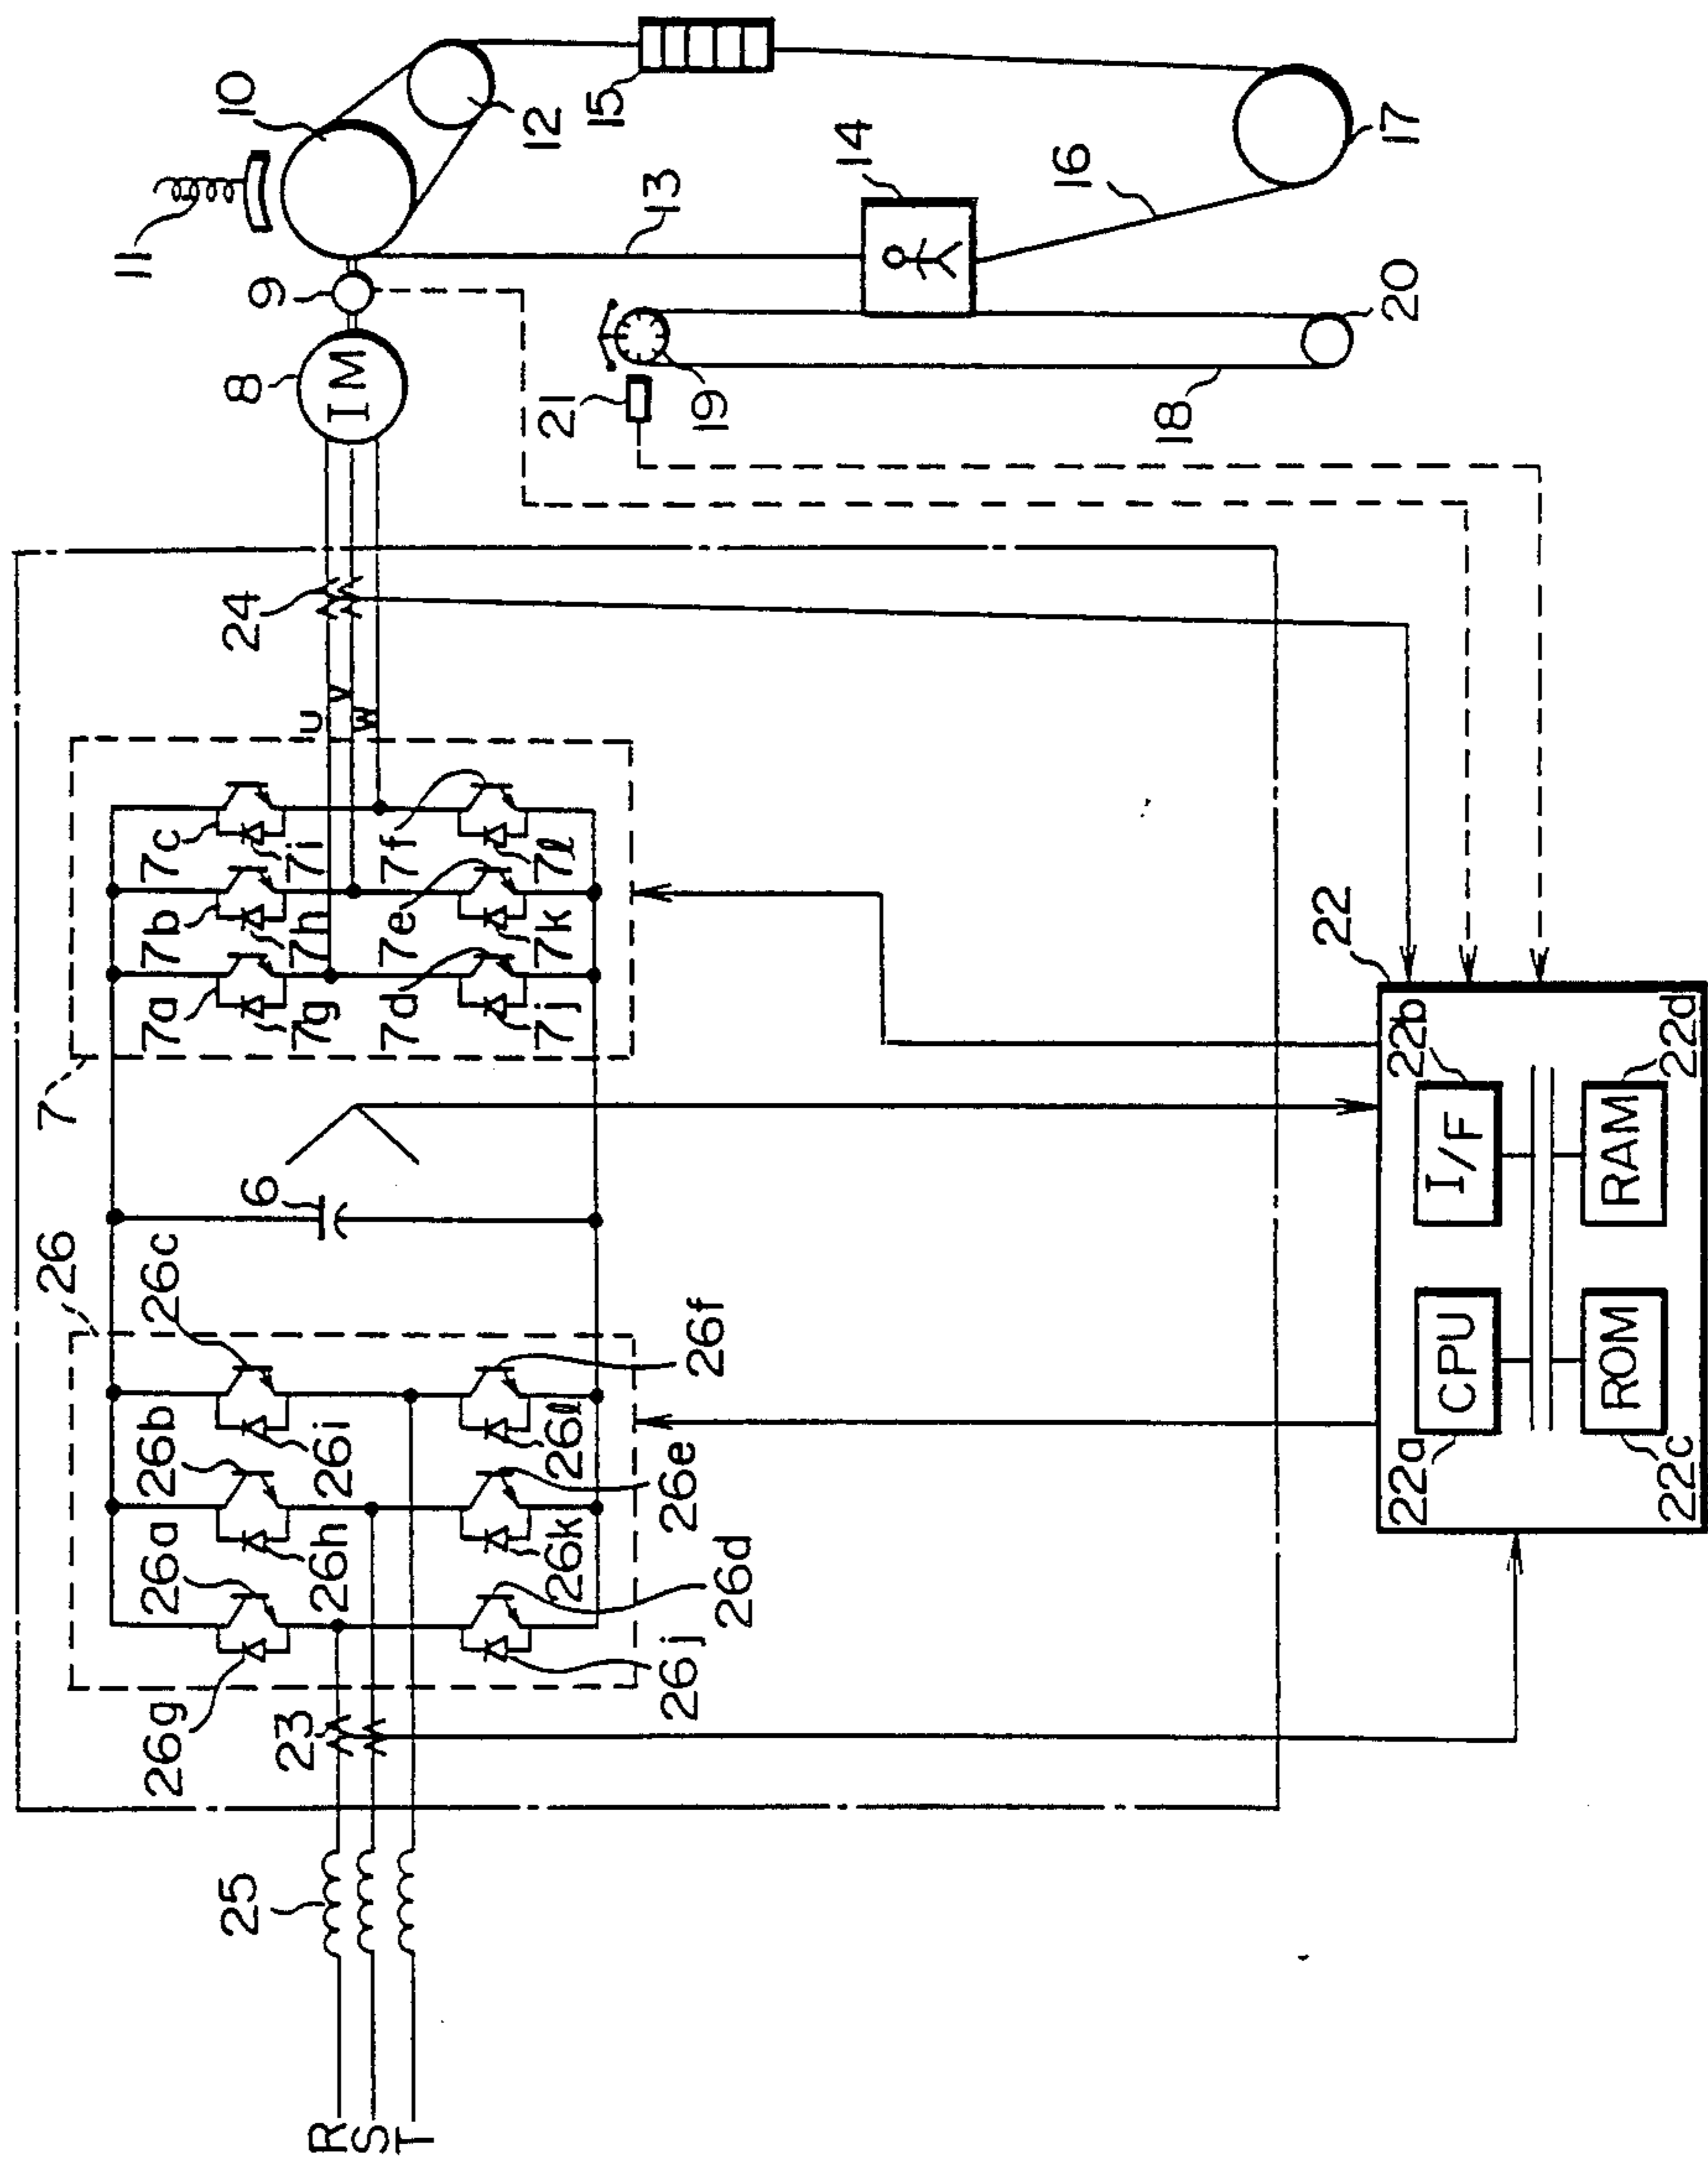 R
S
T
25
23
26g
26a
26b
26c
26
26h
26i
26j
26k
26l
26d
26e
26f
6
7
7a
7b
7c
7g
7h
7i
7d
7e
7f
7j
7k
7l
U
V
W
24
8
IM
9
10
11
12
13
14
15
16
17
18
19
20
21
22
22a
CPU
22b
I/F
22c
ROM
22d
RAM